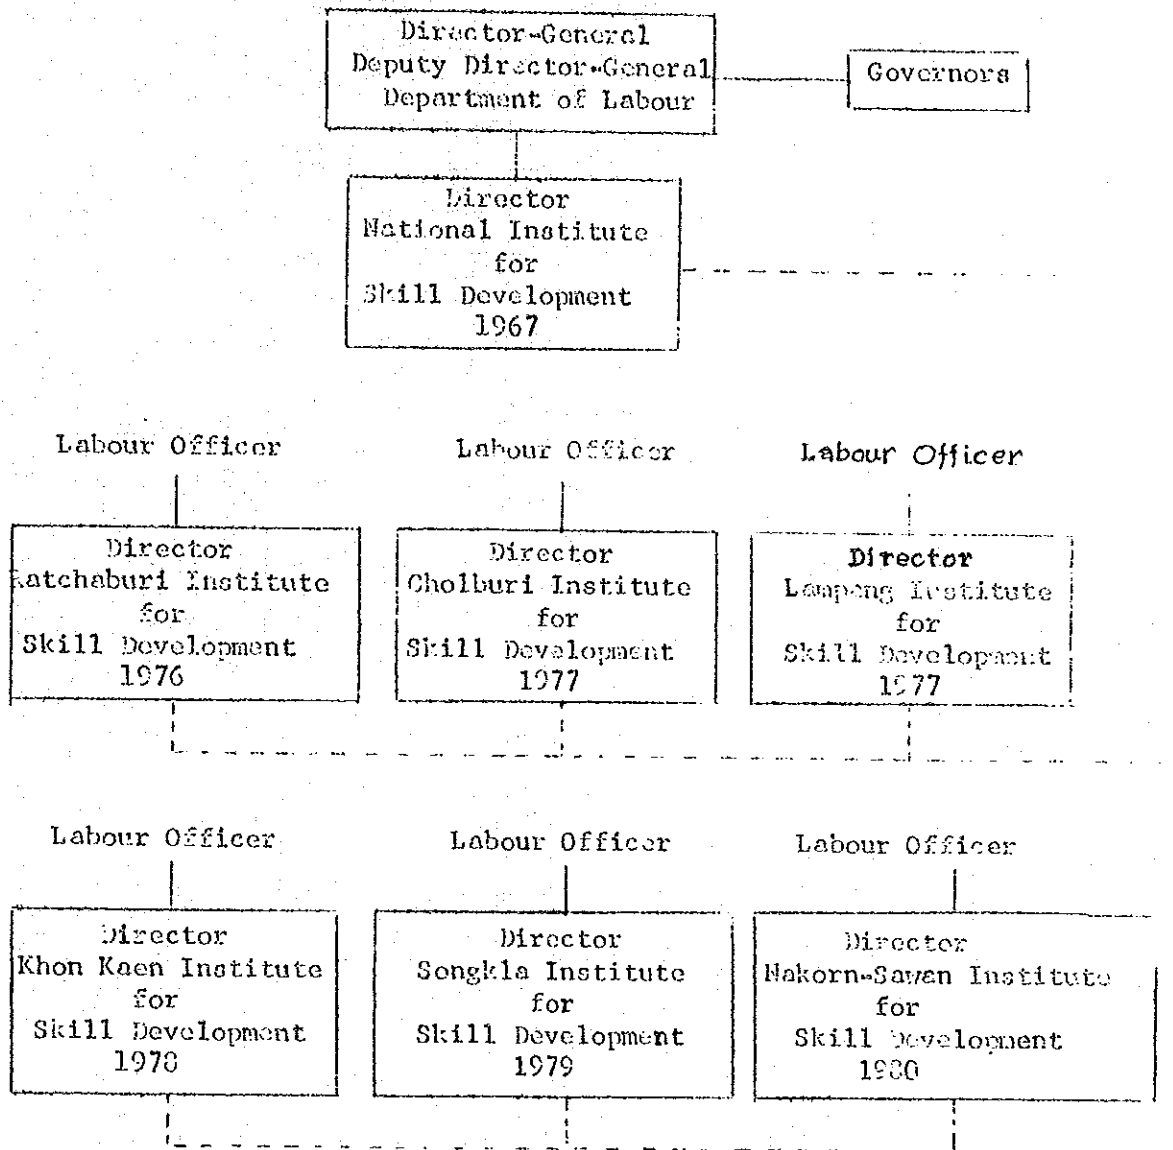 Director-General
Deputy Director-General
Department of Labour
Governors
Director
National Institute
for
Skill Development
1967
Labour Officer
Labour Officer
Labour Officer
Director
Ratchaburi Institute
for
Skill Development
1976
Director
Cholburi Institute
for
Skill Development
1977
Director
Lampang Institute
for
Skill Development
1977
Labour Officer
Labour Officer
Labour Officer
Director
Khon Kaen Institute
for
Skill Development
1978
Director
Songkla Institute
for
Skill Development
1979
Director
Nakorn-Sawan Institute
for
Skill Development
1980